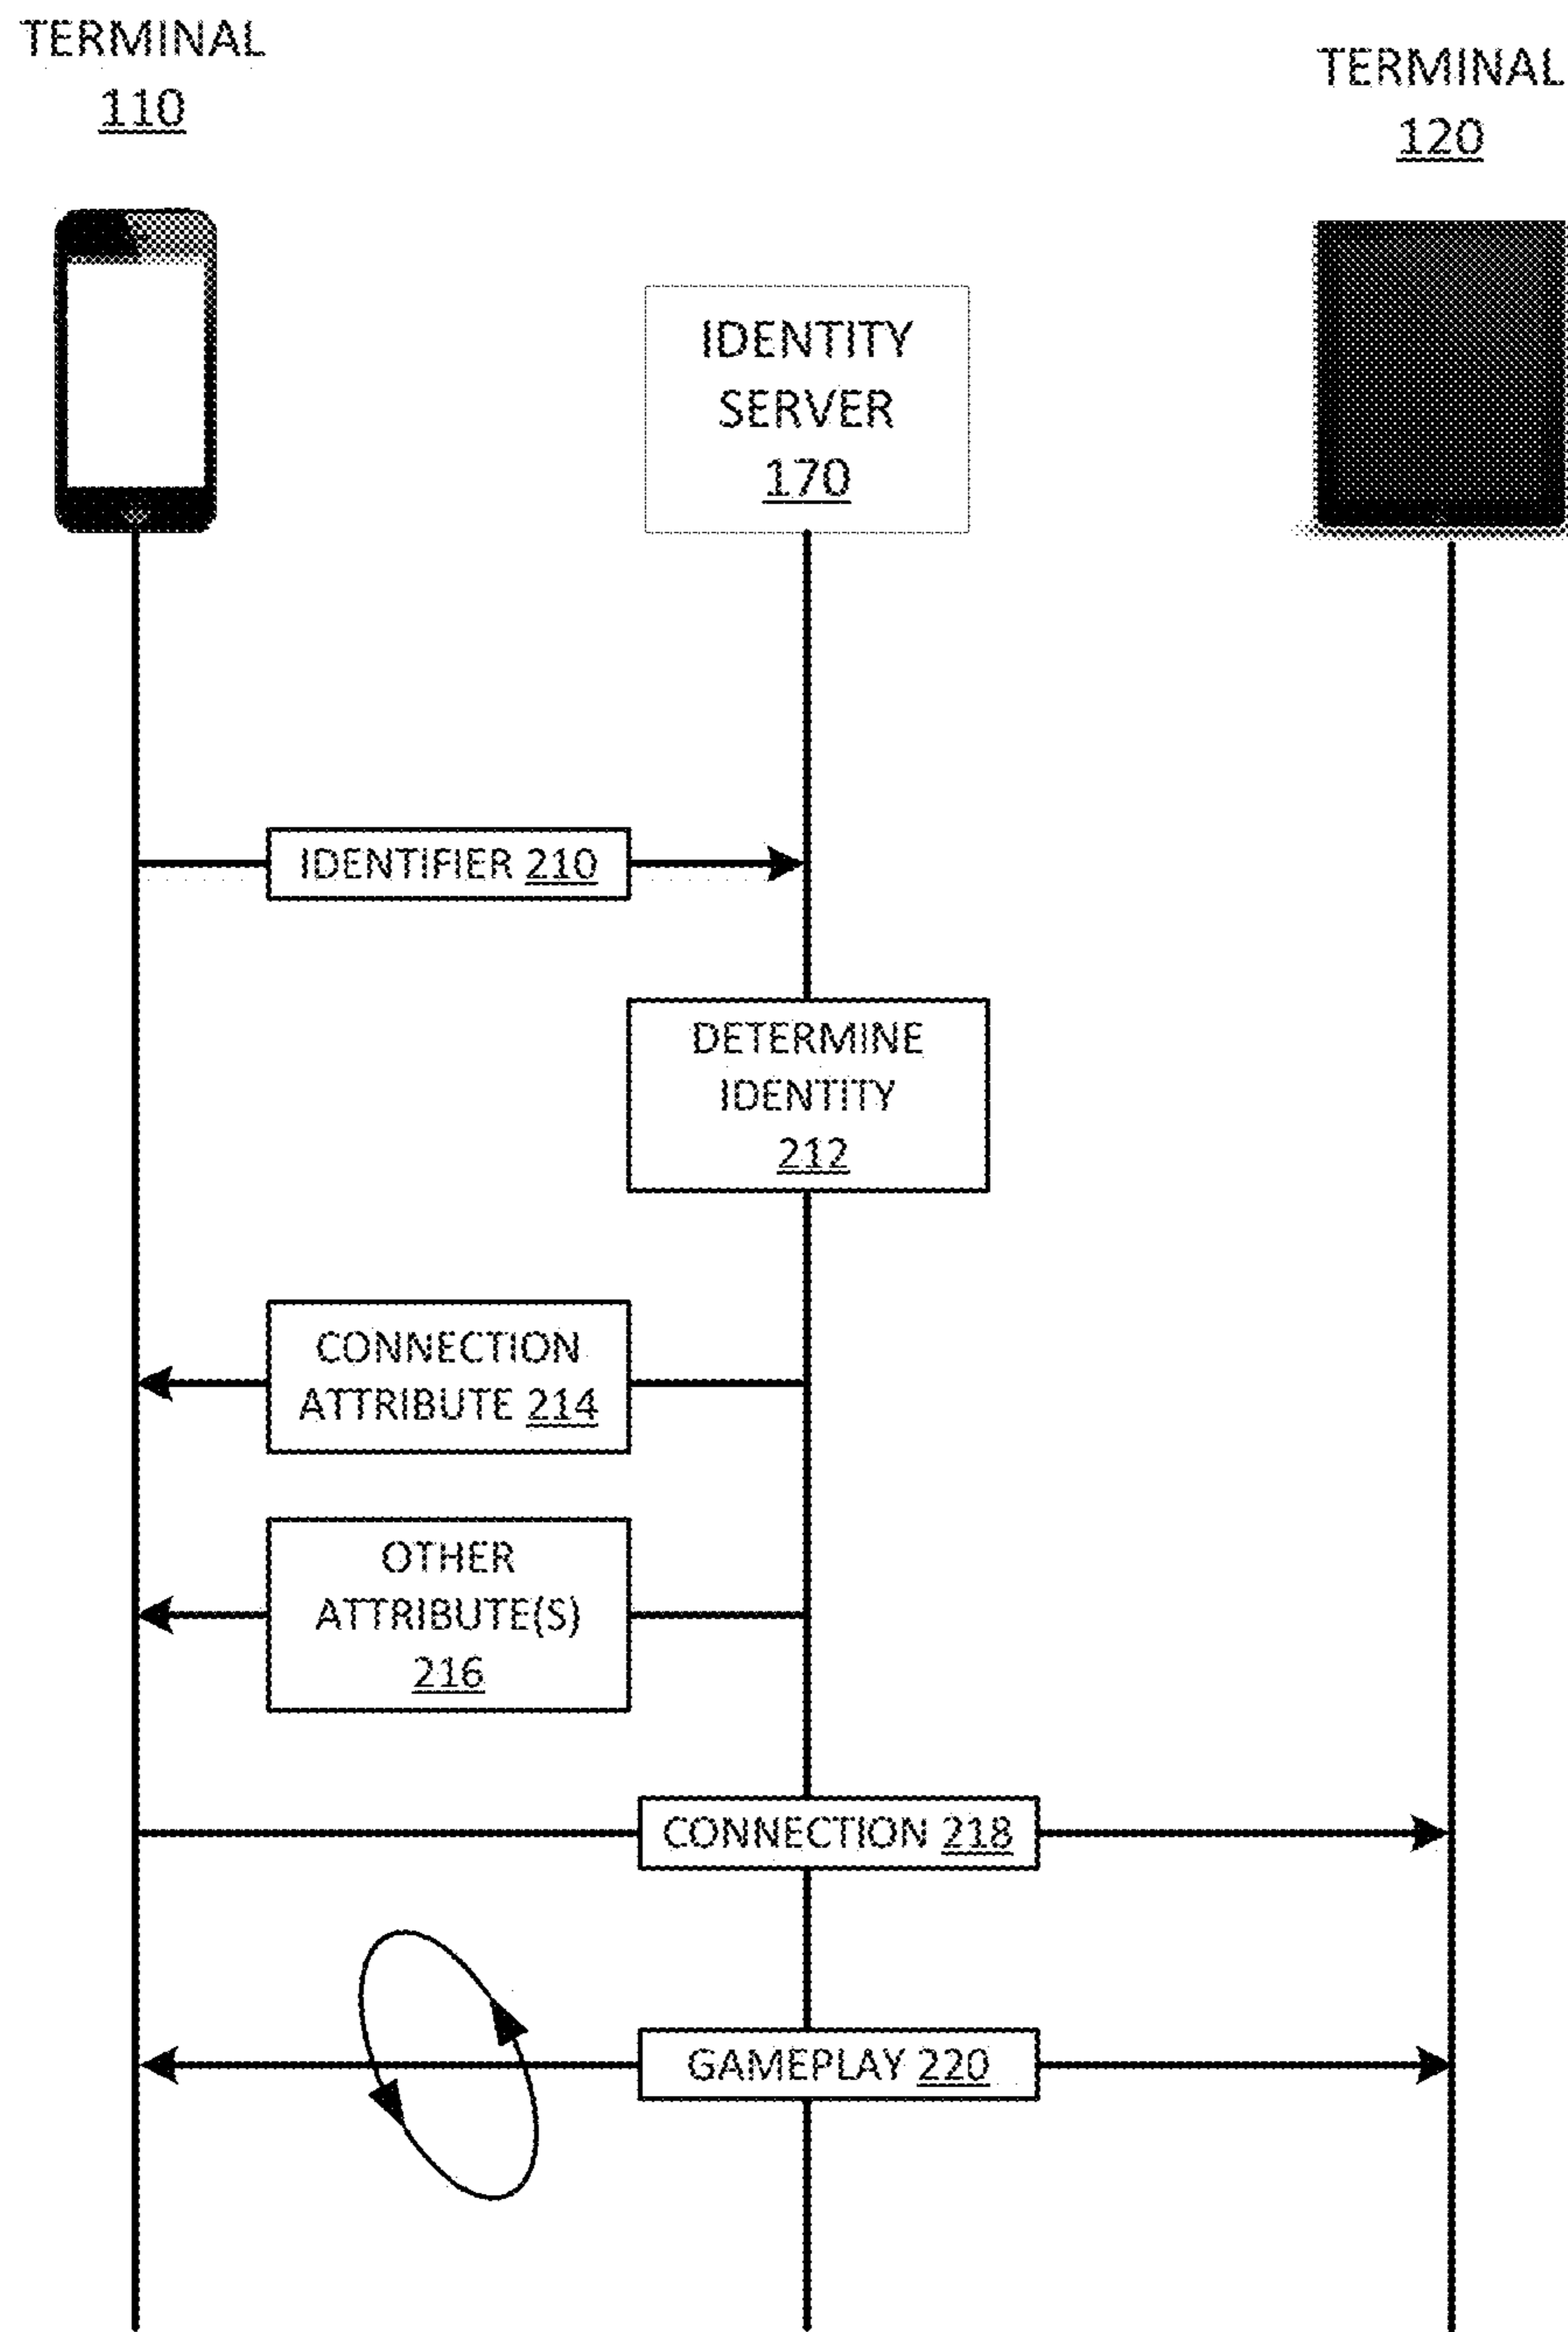 TERMINAL
110
TERMINAL
120
IDENTITY
SERVER
170
IDENTIFIER 210
DETERMINE
IDENTITY
212
CONNECTION
ATTRIBUTE 214
OTHER
ATTRIBUTE(S)
216
CONNECTION 218
GAMEPLAY 220